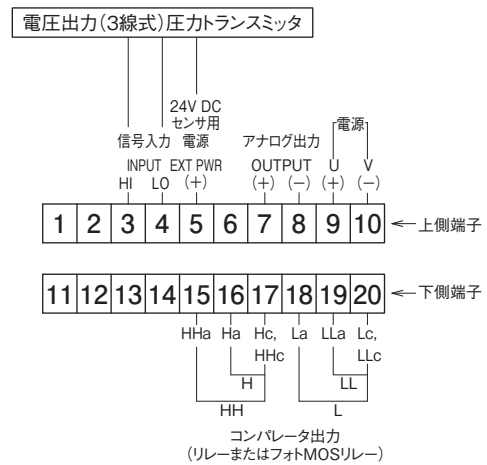 電圧出力(3線式)圧力トランスミッタ
24V DC
センサ用
信号入力 電源 アナログ出力 電源
INPUT EXT PWR OUTPUT U V
HI LO (+) (+) (−) (+) (−)
1 2 3 4 5 6 7 8 9 10 上側端子
11 12 13 14 15 16 17 18 19 20 下側端子
HHa Ha Hc, La LLa Lc,
HHc LLc
H LL
HH L
コンパレータ出力
(リレーまたはフォトMOSリレー)